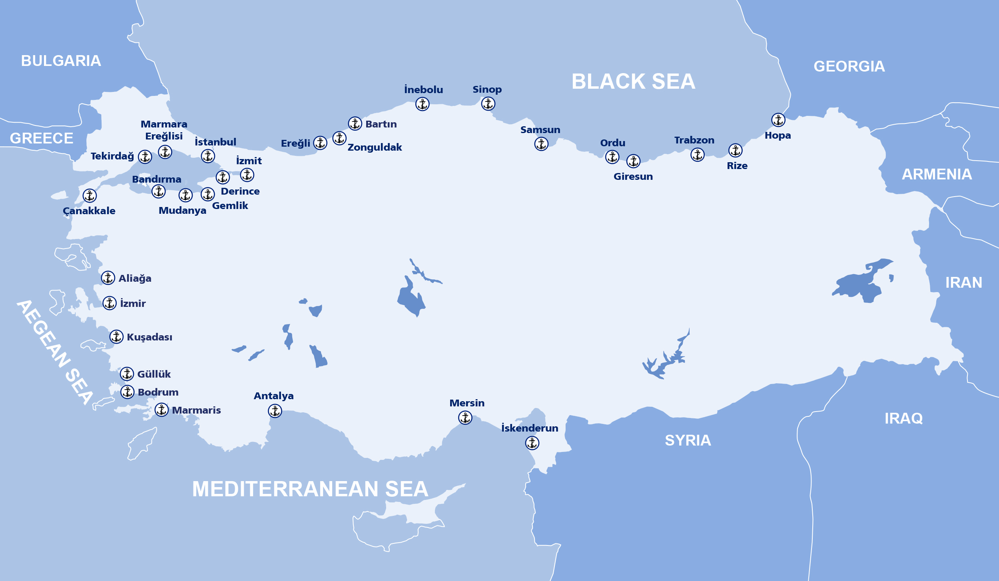 BULGARIA
GEORGIA
BLACK SEA
İnebolu
Sinop
Marmara
Ereğlisi
GREECE
Bartın
Samsun
Hopa
İstanbul
Ereğli
Zonguldak
Ordu
Trabzon
Tekirdağ
İzmit
Rize
ARMENIA
Giresun
Bandırma
Derince
Gemlik
Çanakkale
Mudanya
Aliağa
IRAN
İzmir
Kuşadası
AEGEAN SEA
Güllük
Bodrum
Antalya
Mersin
Marmaris
IRAQ
İskenderun
SYRIA
MEDITERRANEAN SEA